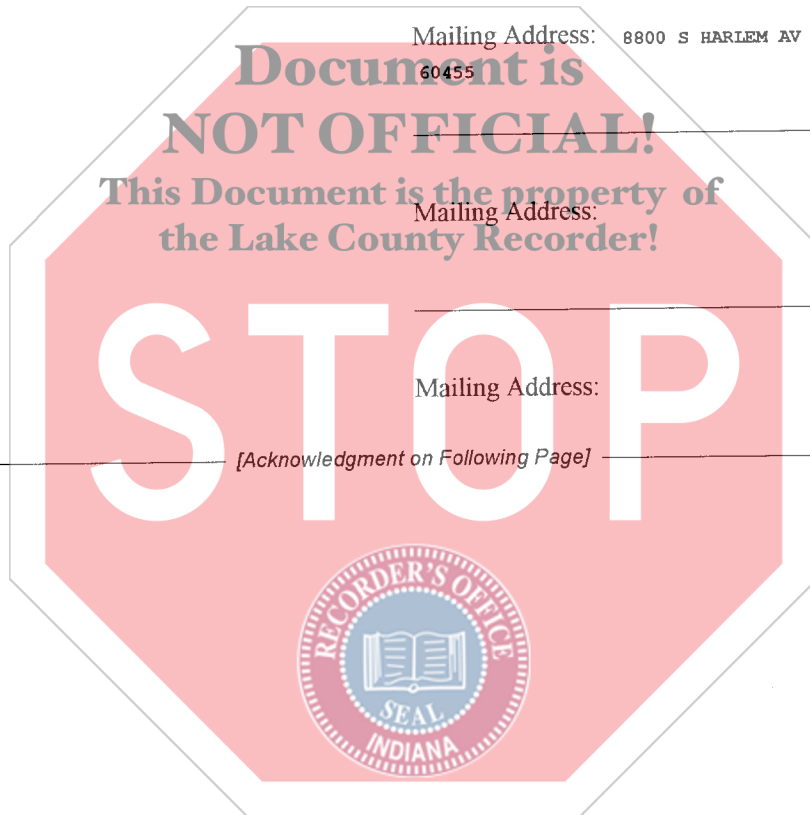 Mailing Address: 8800 S HARLEM AV
60455
Document is
NOT OFFICIAL!
This Document is the property of
the Lake County Recorder!
Mailing Address:
STOP
Mailing Address:
[Acknowledgment on Following Page]
RECORDER'S OFFICE
SEAL
INDIANA